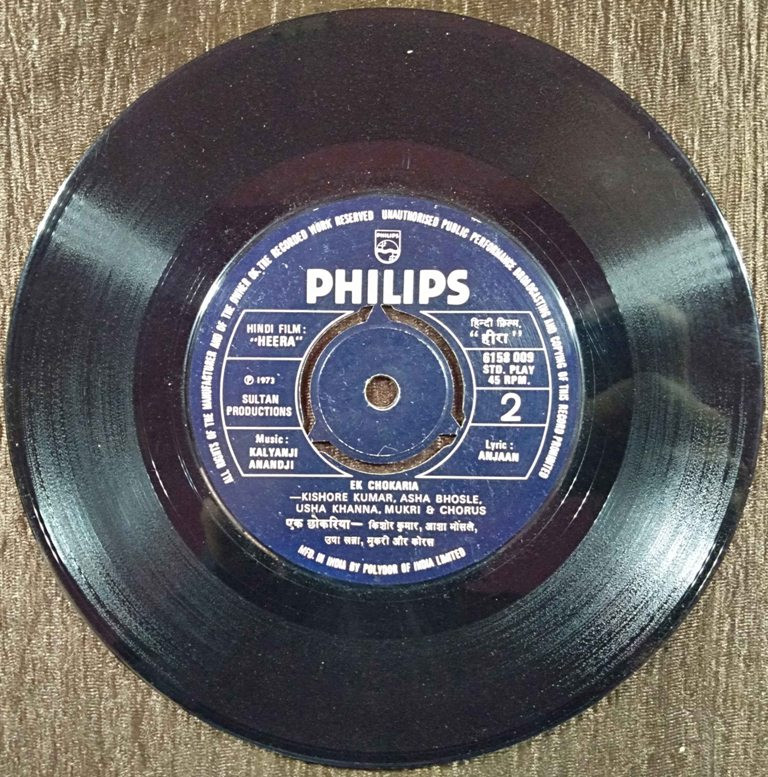 ALL RIGHTS OF THE MANUFACTURER AND OF THE OWNER OF THE RECORDED WORK RESERVED UNAUTHORISED PUBLIC PERFORMANCE BROADCASTING AND COPYING OF THIS RECORD PROHIBITED
PHILIPS
PHILIPS
HINDI FILM:
"HEERA"
℗ 1973
SULTAN
PRODUCTIONS
Music:
KALYANJI
ANANDJI
हिन्दी फ़िल्म,
"हीरा"
6158 009
STD. PLAY
45 RPM.
2
Lyric:
ANJAAN
EK CHOKARIA
—KISHORE KUMAR, ASHA BHOSLE,
USHA KHANNA, MUKRI & CHORUS
एक छोकरिया— किशोर कुमार, आशा भोंसले,
उषा खन्ना, मुकरी और कोरस
MFD. IN INDIA BY POLYDOR OF INDIA LIMITED